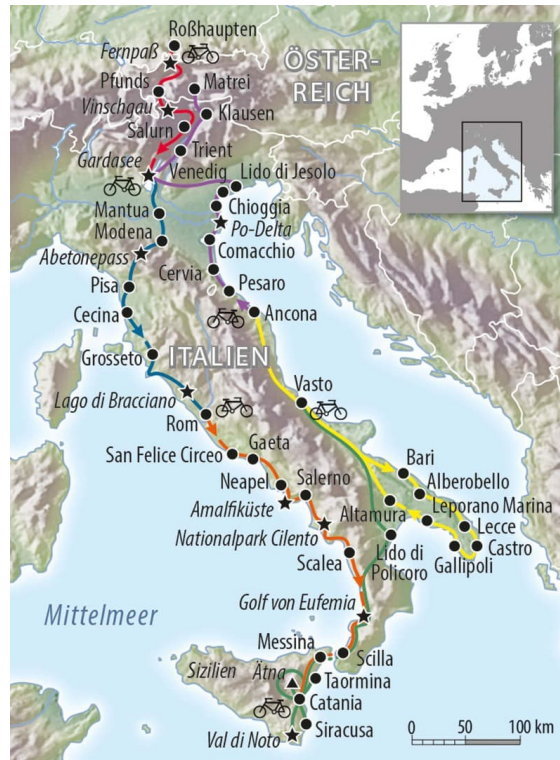 Roßhaupten
Fernpaß
ÖSTER-
REICH
Pfunds
Matrei
Vinschgau
Klausen
Salurn
Trient
Gardasee
Venedig
Lido di Jesolo
Chioggia
Mantua
Po-Delta
Modena
Comacchio
Abetonepass
Cervia
Pisa
Pesaro
Cecina
Ancona
Grosseto
ITALIEN
Lago di Bracciano
Vasto
Rom
Gaeta
San Felice Circeo
Bari
Neapel
Salerno
Alberobello
Amalfiküste
Leporano Marina
Altamura
Lecce
Nationalpark Cilento
Lido di
Policoro
Castro
Gallipoli
Scalea
Golf von Eufemia
Mittelmeer
Messina
Scilla
Sizilien
Ätna
Taormina
Catania
Siracusa
Val di Noto
0
50
100 km